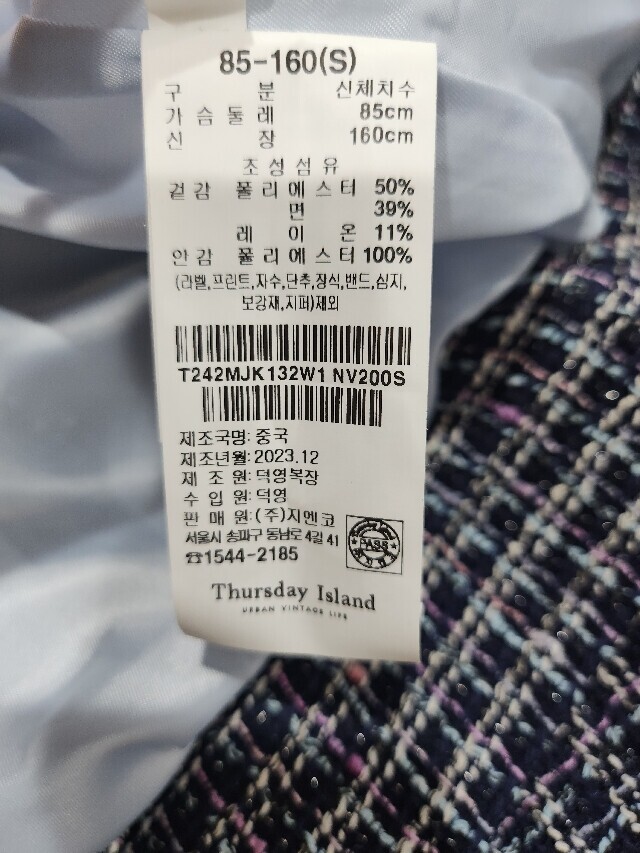 85-160(S)
구 분 신체치수
가슴둘레 85cm
신 장 160cm
조성섬유
겉감 폴리에스터 50%
면 39%
레이온 11%
안감 폴리에스터 100%
(라벨,프린트,자수,단추,장식,밴드,심지,
보강재,지퍼)제외
T242MJK132W1 NV200S
제조국명: 중국
제조년월: 2023.12
제 조 원: 덕영복장
수 입 원: 덕영
판 매 원: (주)지엔코
서울시 송파구 동남로 4길 41
☎1544-2185
PASS
Thursday Island
URBAN VINTAGE LIFE